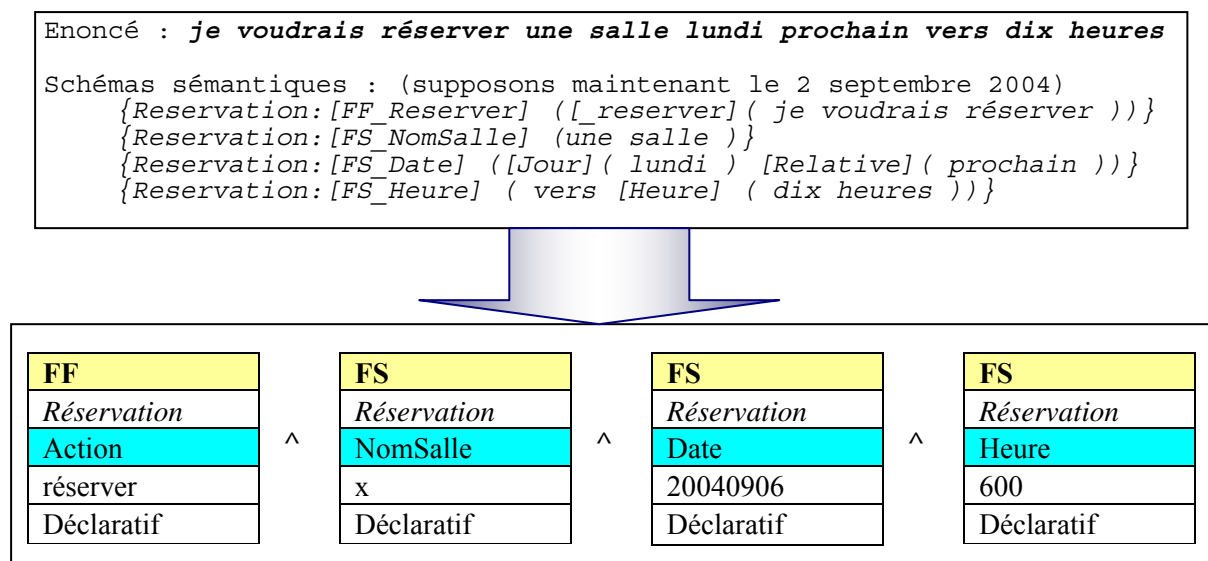 Enoncé : je voudrais réserver une salle lundi prochain vers dix heures
Schémas sémantiques : (supposons maintenant le 2 septembre 2004)
{Reservation:[FF_Reserver] ([_reserver]( je voudrais réserver ))}
{Reservation:[FS_NomSalle] (une salle )}
{Reservation:[FS_Date] ([Jour]( lundi ) [Relative]( prochain ))}
{Reservation:[FS_Heure] ( vers [Heure] ( dix heures ))}
FF
Réservation
Action
réserver
Déclaratif
^
FS
Réservation
NomSalle
x
Déclaratif
^
FS
Réservation
Date
20040906
Déclaratif
^
FS
Réservation
Heure
600
Déclaratif